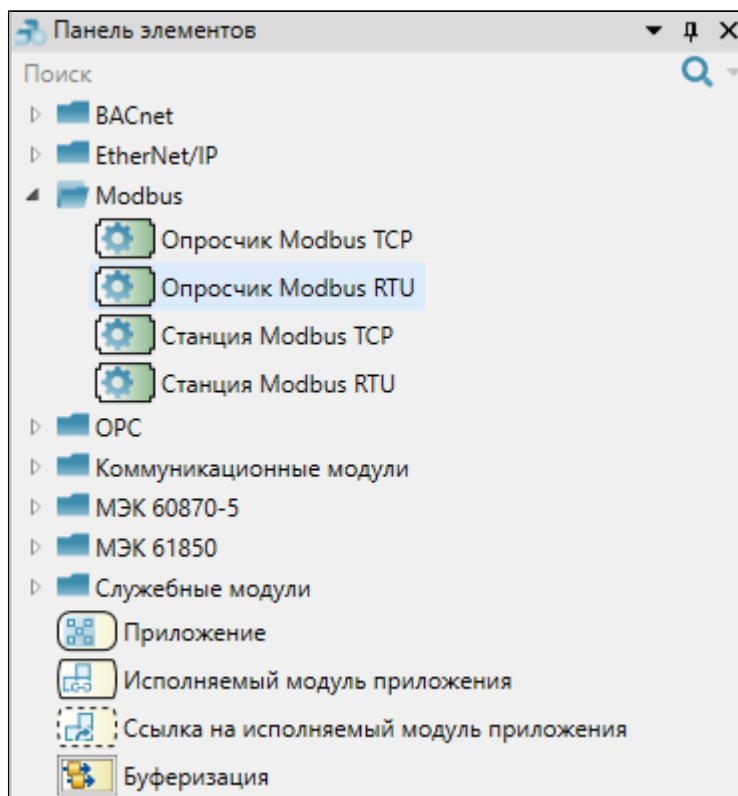 Панель элементов
Поиск
BACnet
EtherNet/IP
Modbus
Опросчик Modbus TCP
Опросчик Modbus RTU
Станция Modbus TCP
Станция Modbus RTU
OPC
Коммуникационные модули
МЭК 60870-5
МЭК 61850
Служебные модули
Приложение
Исполняемый модуль приложения
Ссылка на исполняемый модуль приложения
Буферизация